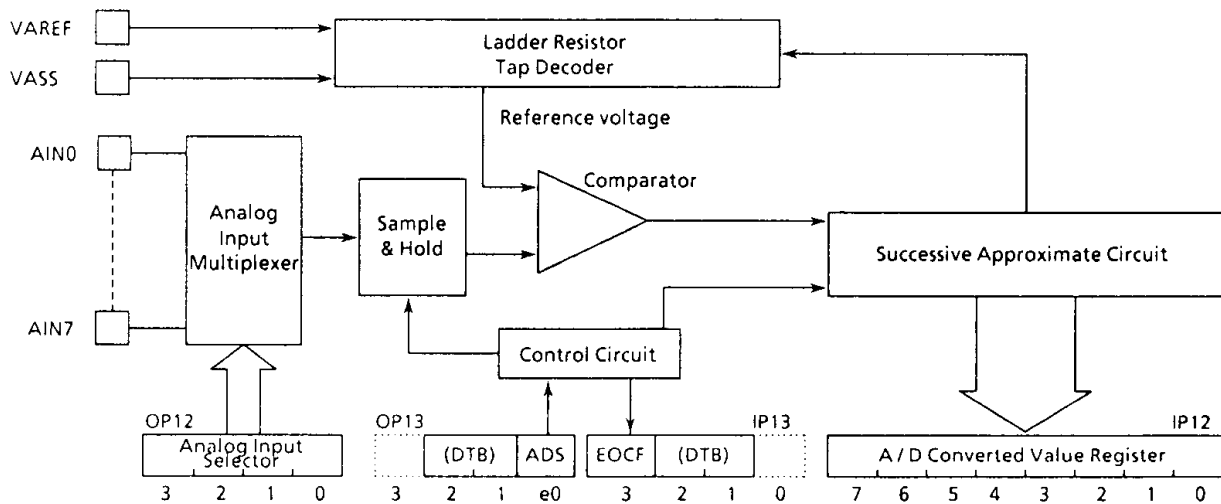 VAREF
VASS
Ladder Resistor
Tap Decoder
Reference voltage
AIN0
AIN7
Analog
Input
Multiplexer
Sample
& Hold
Comparator
Successive Approximate Circuit
Control Circuit
OP12
Analog Input
Selector
3 2 1 0
OP13
(DTB) ADS
3 2 1 e0
IP13
EOCF (DTB)
3 2 1 0
IP12
A / D Converted Value Register
7 6 5 4 3 2 1 0